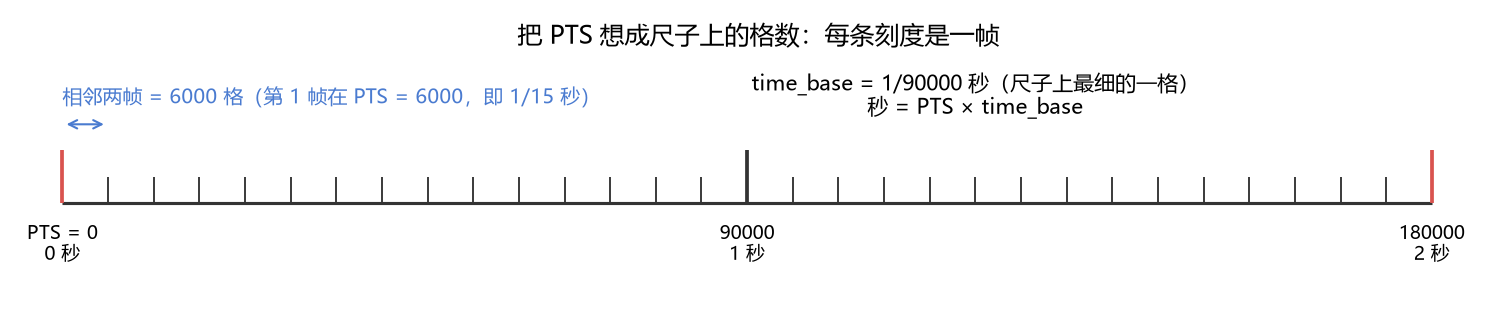 把 PTS 想成尺子上的格数：每条刻度是一帧
相邻两帧 = 6000 格（第 1 帧在 PTS = 6000，即 1/15 秒）
time_base = 1/90000 秒（尺子上最细的一格）
秒 = PTS × time_base
PTS = 0
0 秒
90000
1 秒
180000
2 秒